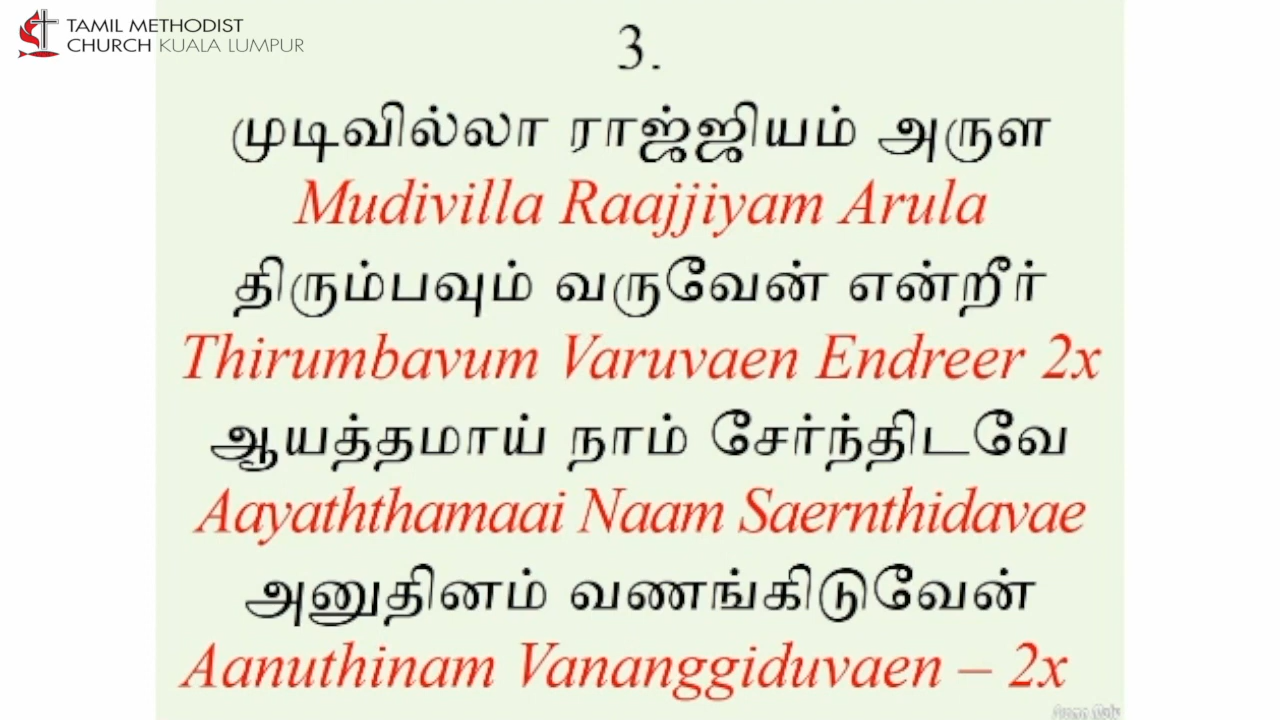 TAMIL METHODIST
CHURCH KUALA LUMPUR
3.
முடிவில்லா ராஜ்ஜியம் அருள
Mudivilla Raajjiyam Arula
திரும்பவும் வருவேன் என்றீர்
Thirumbavum Varuvaen Endreer 2x
ஆயத்தமாய் நாம் சேர்ந்திடவே
Aayaththamaai Naam Saernthidavae
அனுதினம் வணங்கிடுவேன்
Aanuthinam Vananggiduvaen – 2x